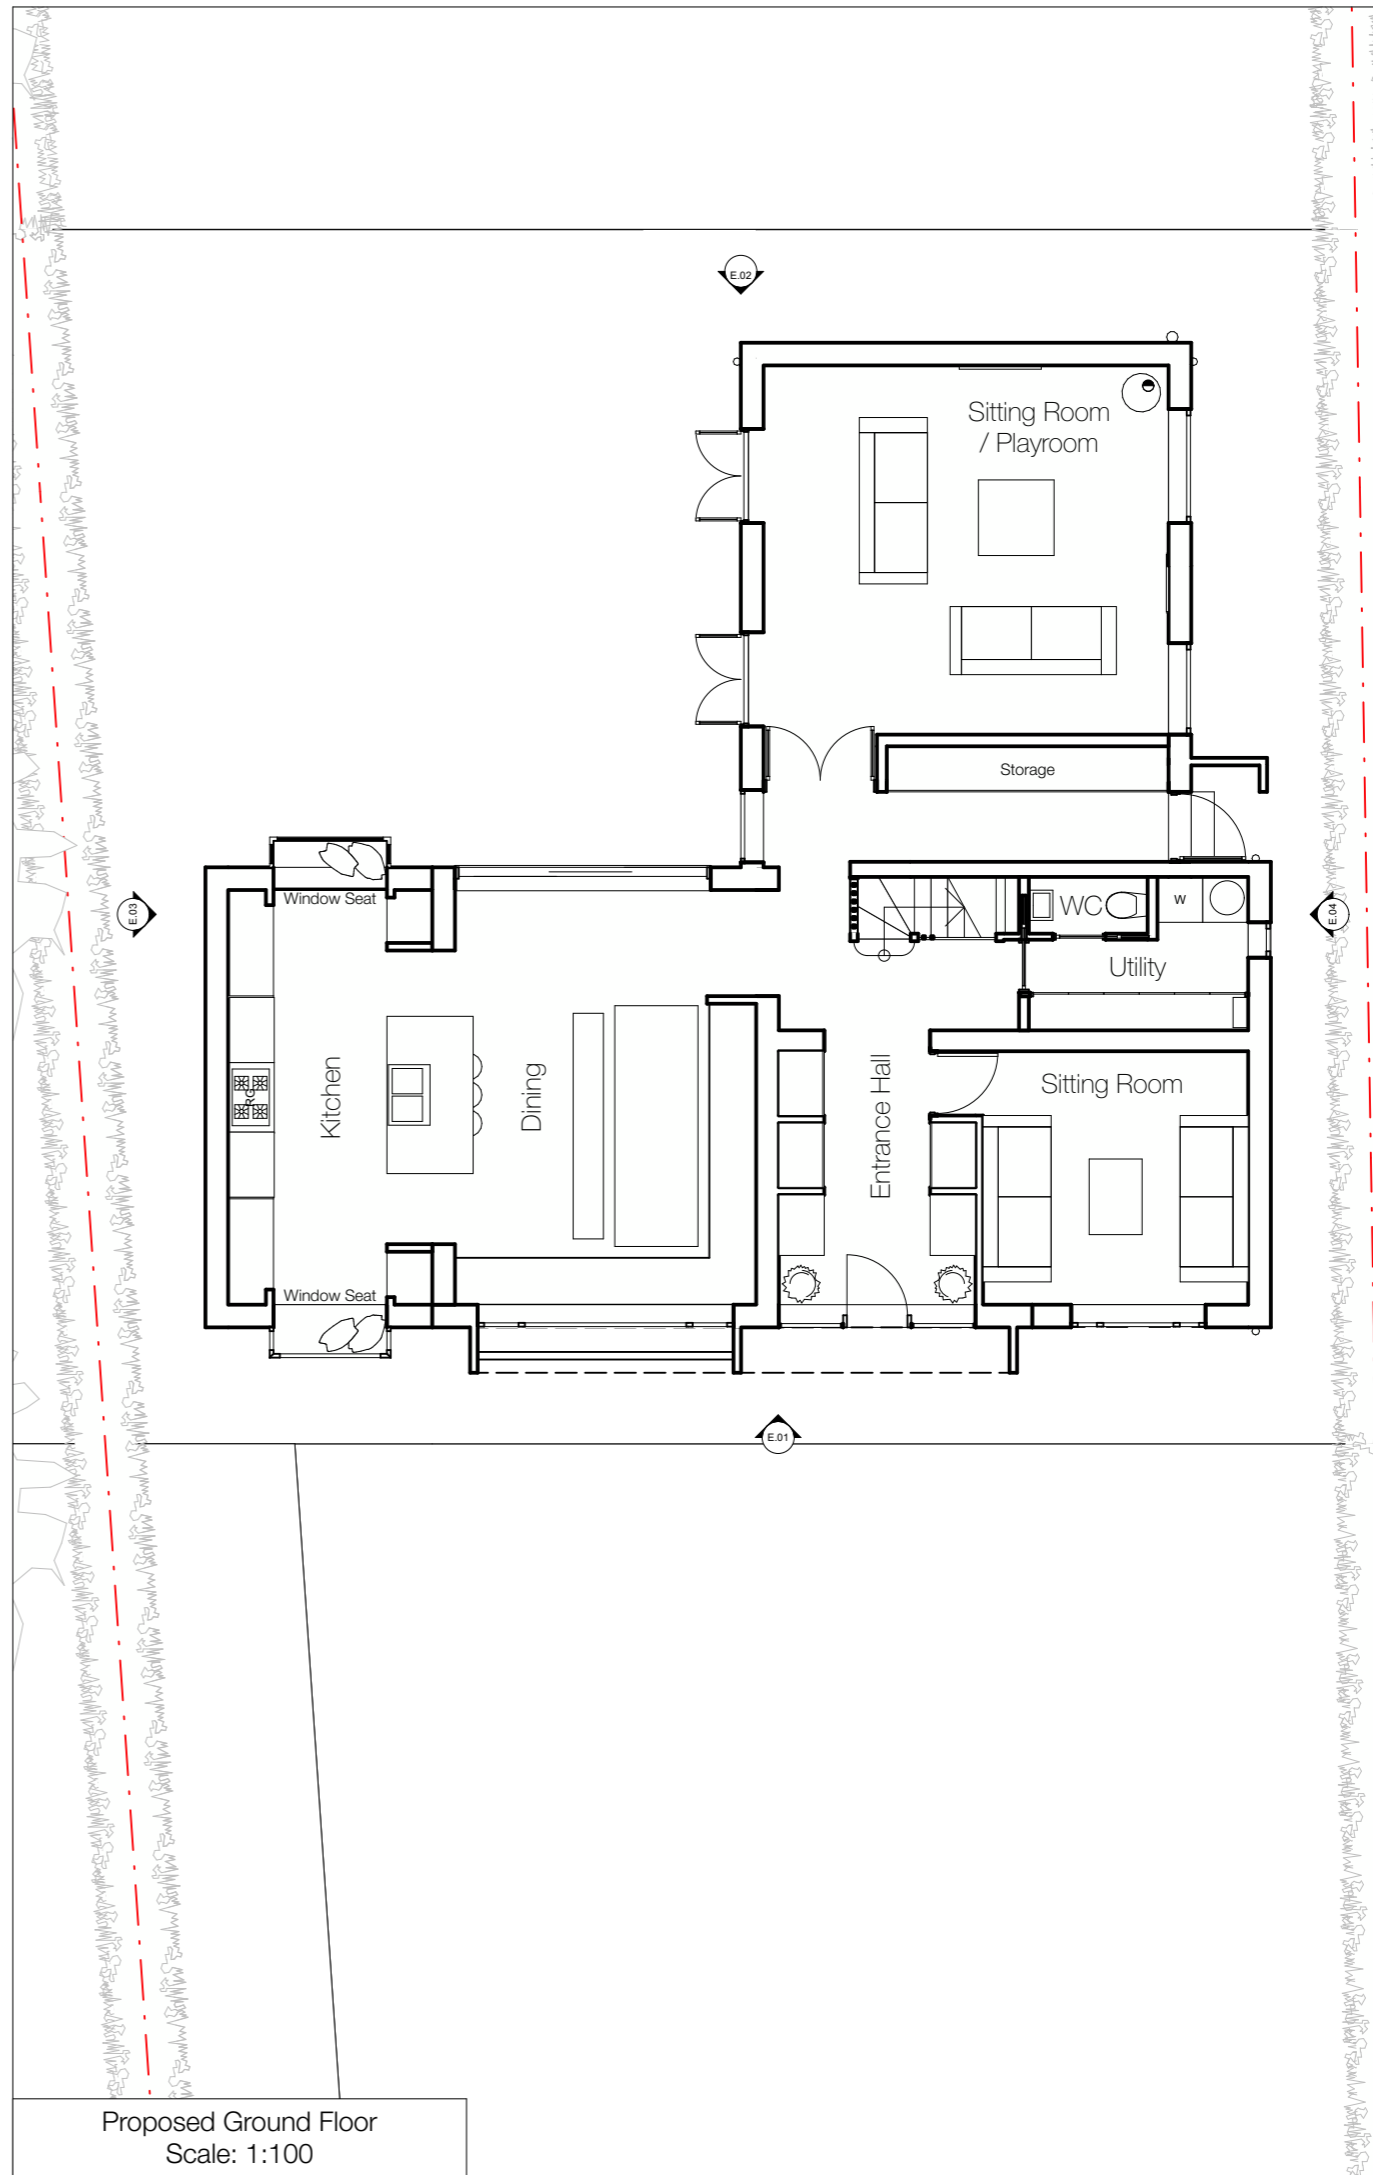 E.02
Sitting Room
/ Playroom
Storage
Window Seat
E.03
WC
W
E.04
Utility
Kitchen
RG
Dining
Entrance Hall
Sitting Room
Window Seat
E.01
Proposed Ground Floor
Scale: 1:100